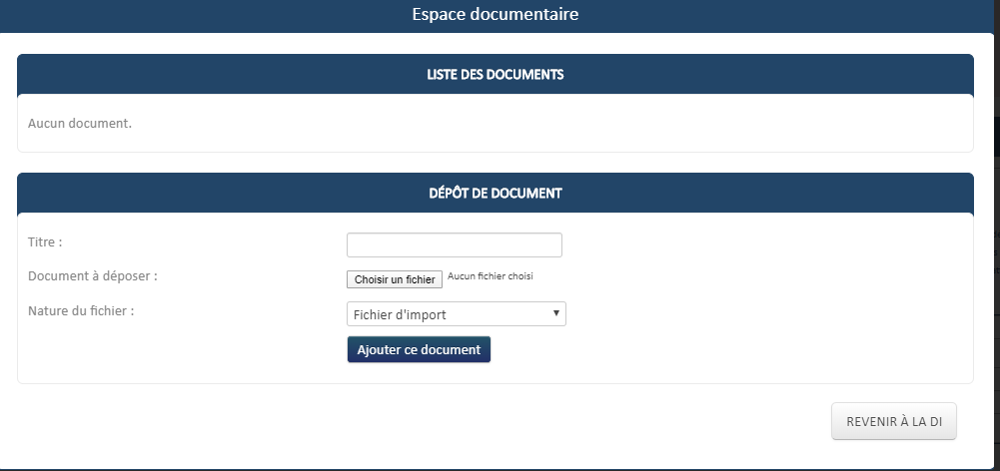 Espace documentaire
LISTE DES DOCUMENTS
Aucun document.
DÉPÔT DE DOCUMENT
Titre :
Document à déposer : Choisir un fichier Aucun fichier choisi
Nature du fichier : Fichier d'import
Ajouter ce document
REVENIR À LA DI